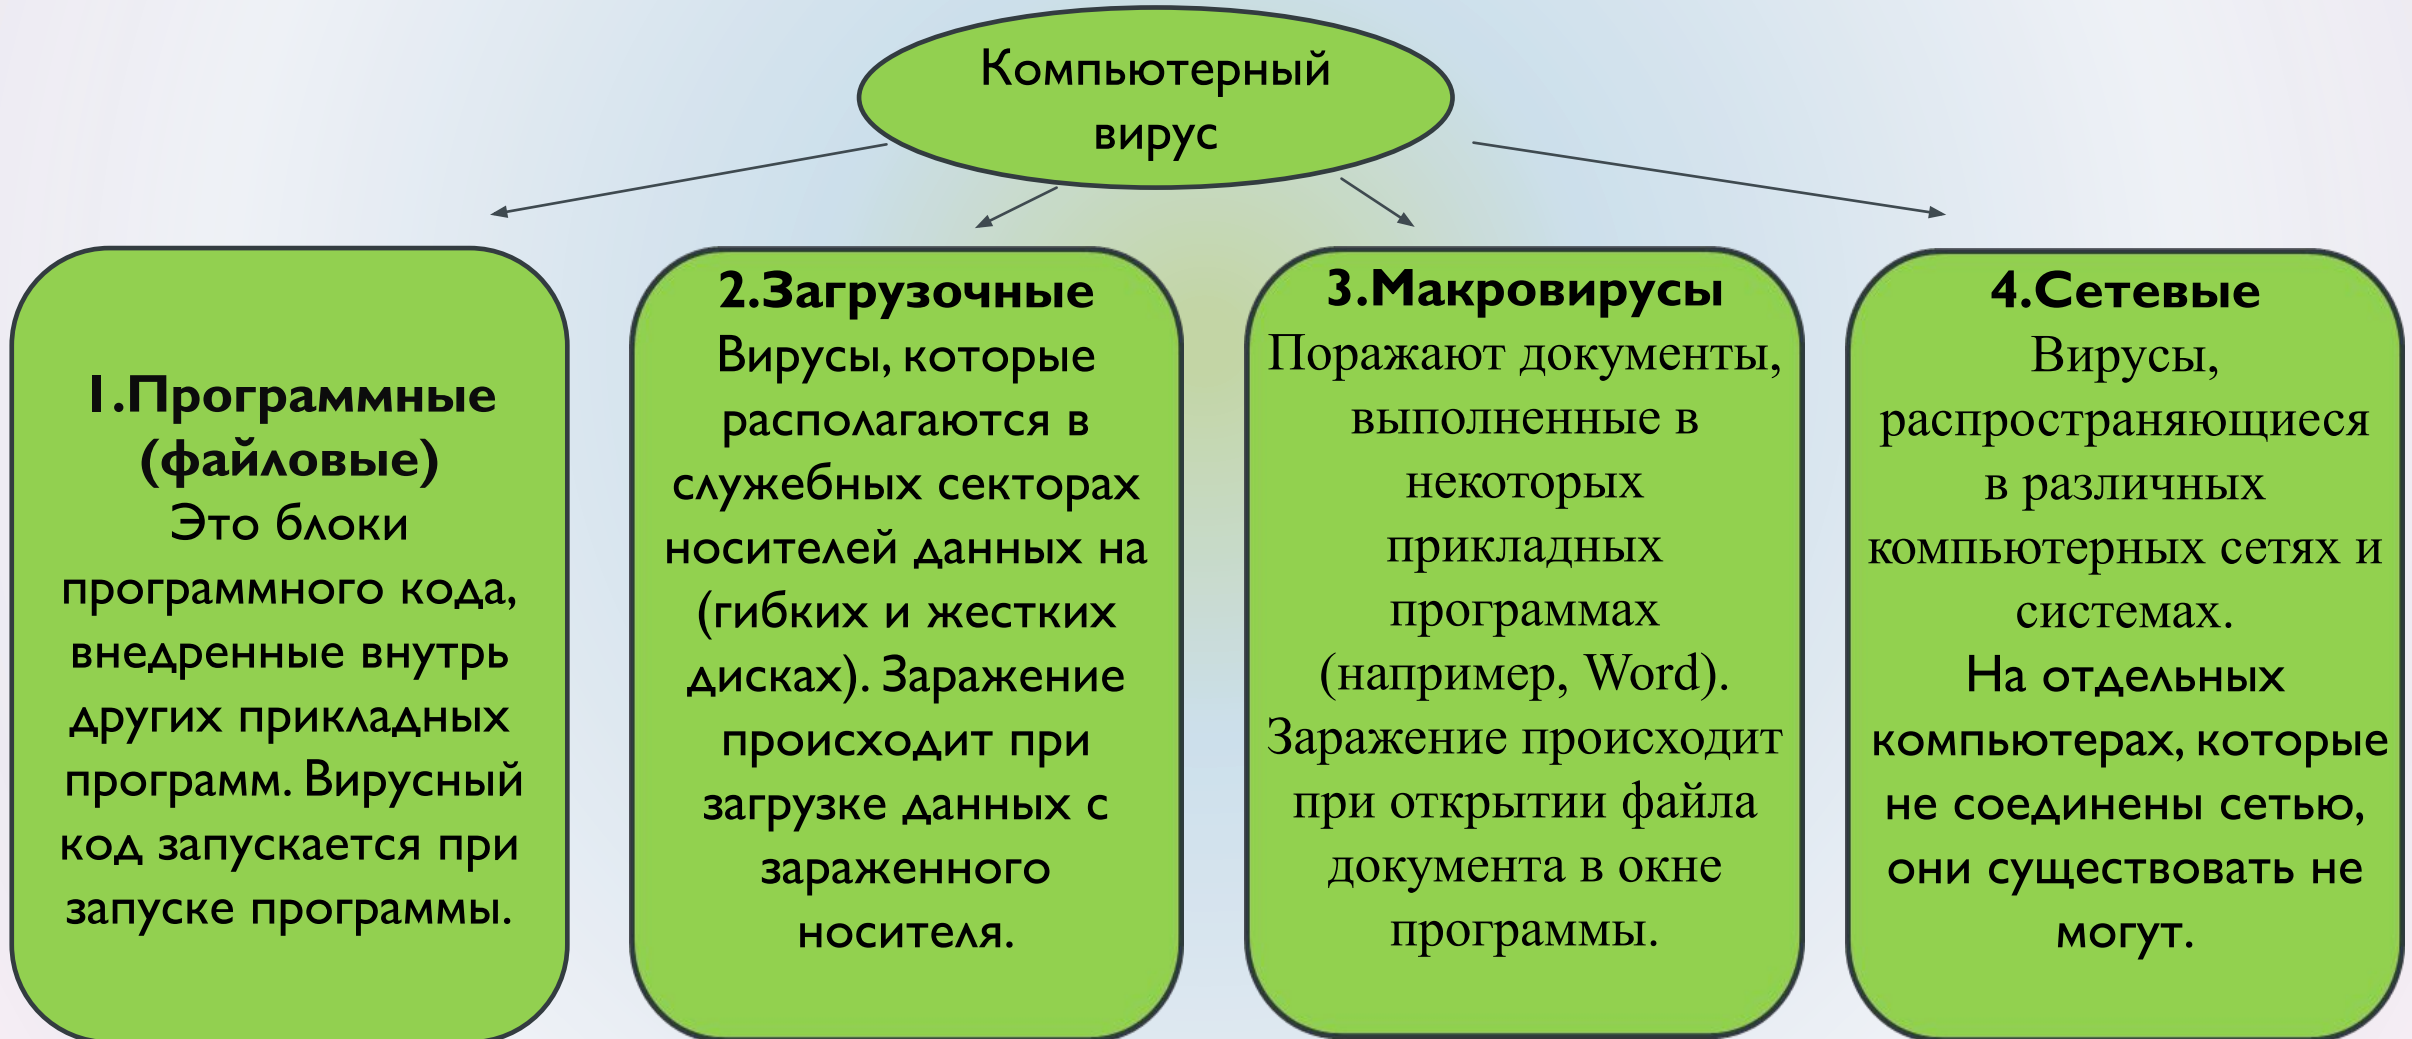 Компьютерный
вирус
1.Программные
(файловые)
Это блоки
программного кода,
внедренные внутрь
других прикладных
программ. Вирусный
код запускается при
запуске программы.
2.Загрузочные
Вирусы, которые
располагаются в
служебных секторах
носителей данных на
(гибких и жестких
дисках). Заражение
происходит при
загрузке данных с
зараженного
носителя.
3.Макровирусы
Поражают документы,
выполненные в
некоторых
прикладных
программах
(например, Word).
Заражение происходит
при открытии файла
документа в окне
программы.
4.Сетевые
Вирусы,
распространяющиеся
в различных
компьютерных сетях и
системах.
На отдельных
компьютерах, которые
не соединены сетью,
они существовать не
могут.